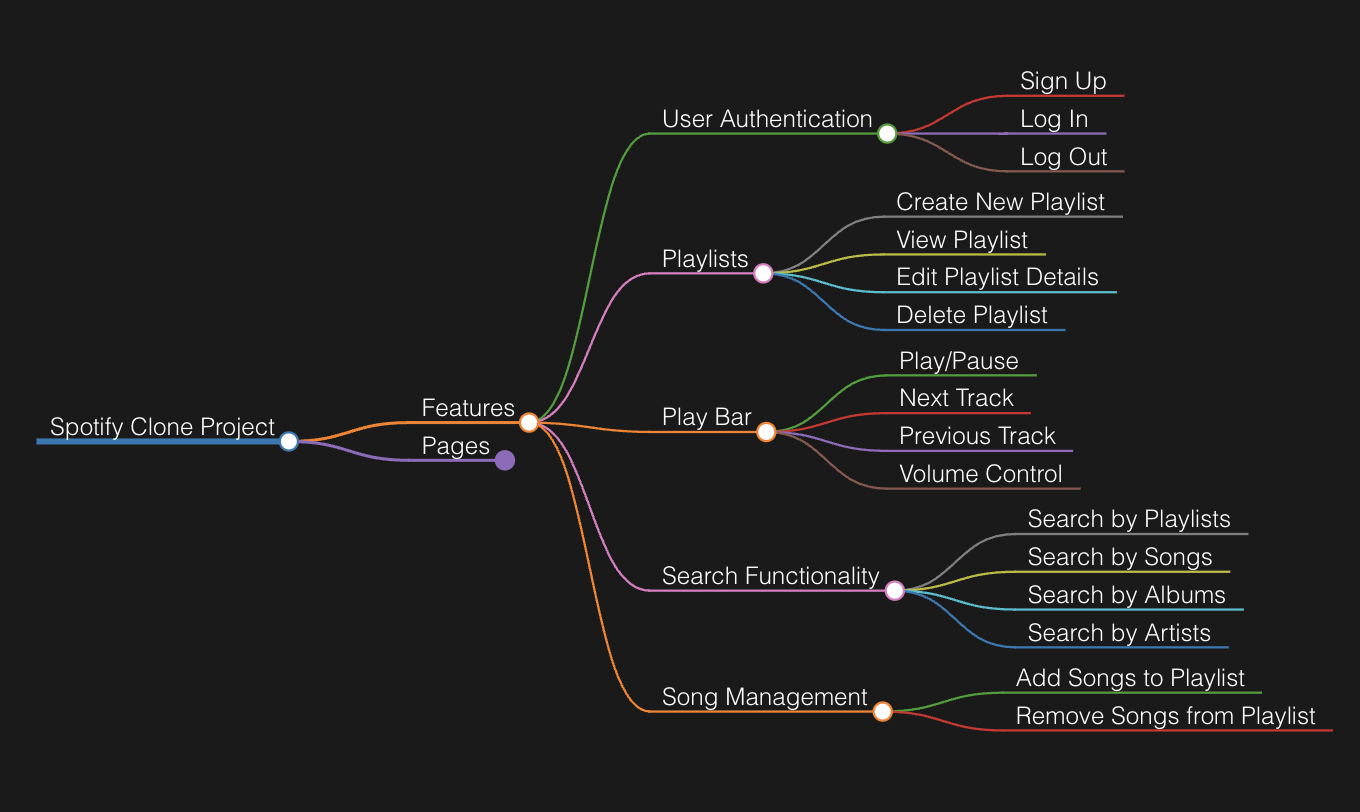 Spotify Clone Project
Features
User Authentication
Sign Up
Log In
Log Out
Playlists
Create New Playlist
View Playlist
Edit Playlist Details
Delete Playlist
Play Bar
Play/Pause
Next Track
Previous Track
Volume Control
Search Functionality
Search by Playlists
Search by Songs
Search by Albums
Search by Artists
Song Management
Add Songs to Playlist
Remove Songs from Playlist
Pages